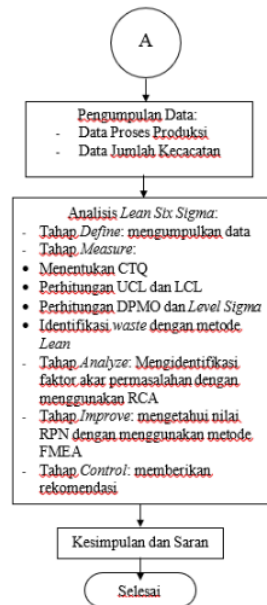 A
Pengumpulan Data:
- Data Proses Produksi
- Data Jumlah Kecacatan
Analisis Lean Six Sigma:
- Tahap Define: mengumpulkan data
- Tahap Measure:
• Menentukan CTQ
• Perhitungan UCL dan LCL
• Perhitungan DPMO dan Level Sigma
• Identifikasi waste dengan metode
Lean
- Tahap Analyze: Mengidentifikasi
faktor akar permasalahan dengan
menggunakan RCA
- Tahap Improve: mengetahui nilai
RPN dengan menggunakan metode
FMEA
- Tahap Control: memberikan
rekomendasi
Kesimpulan dan Saran
Selesai